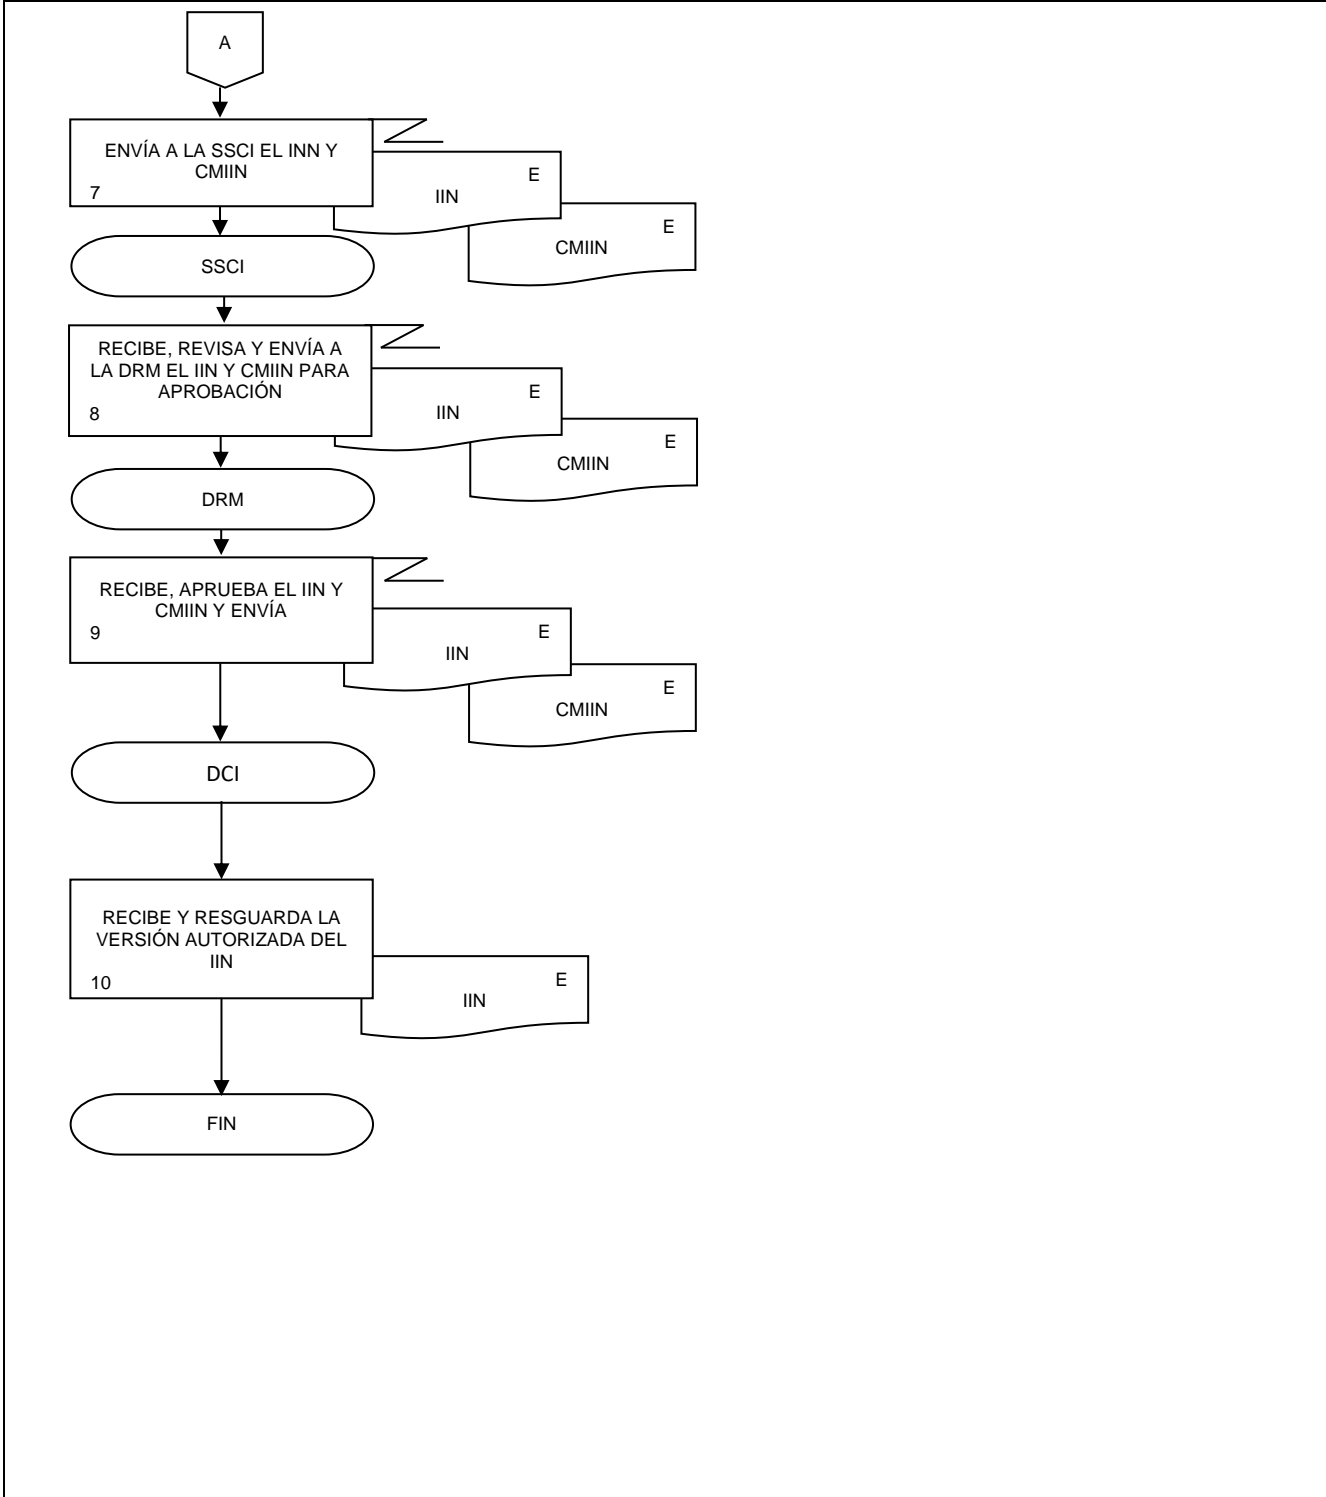 A
ENVÍA A LA SSCI EL INN Y
CMIIN
7
E
IIN
E
CMIIN
SSCI
RECIBE, REVISA Y ENVÍA A
LA DRM EL IIN Y CMIIN PARA
APROBACIÓN
8
E
IIN
E
CMIIN
DRM
RECIBE, APRUEBA EL IIN Y
CMIIN Y ENVÍA
9
E
IIN
E
CMIIN
DCI
RECIBE Y RESGUARDA LA
VERSIÓN AUTORIZADA DEL
IIN
10
E
IIN
FIN